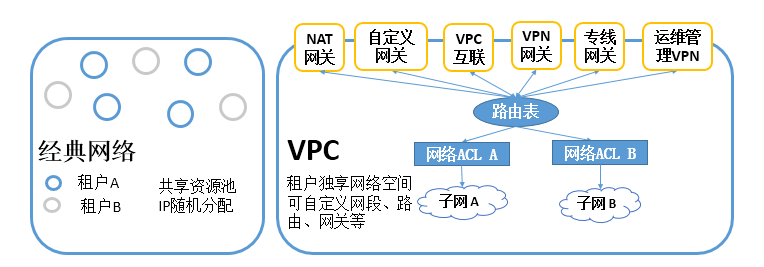 经典网络
租户A
租户B
共享资源池
IP随机分配
NAT
网关
自定义
网关
VPC
互联
VPN
网关
专线
网关
运维管
理VPN
路由表
网络ACL A
网络ACL B
子网 A
子网 B
VPC
租户独享网络空间
可自定义网段、路
由、网关等